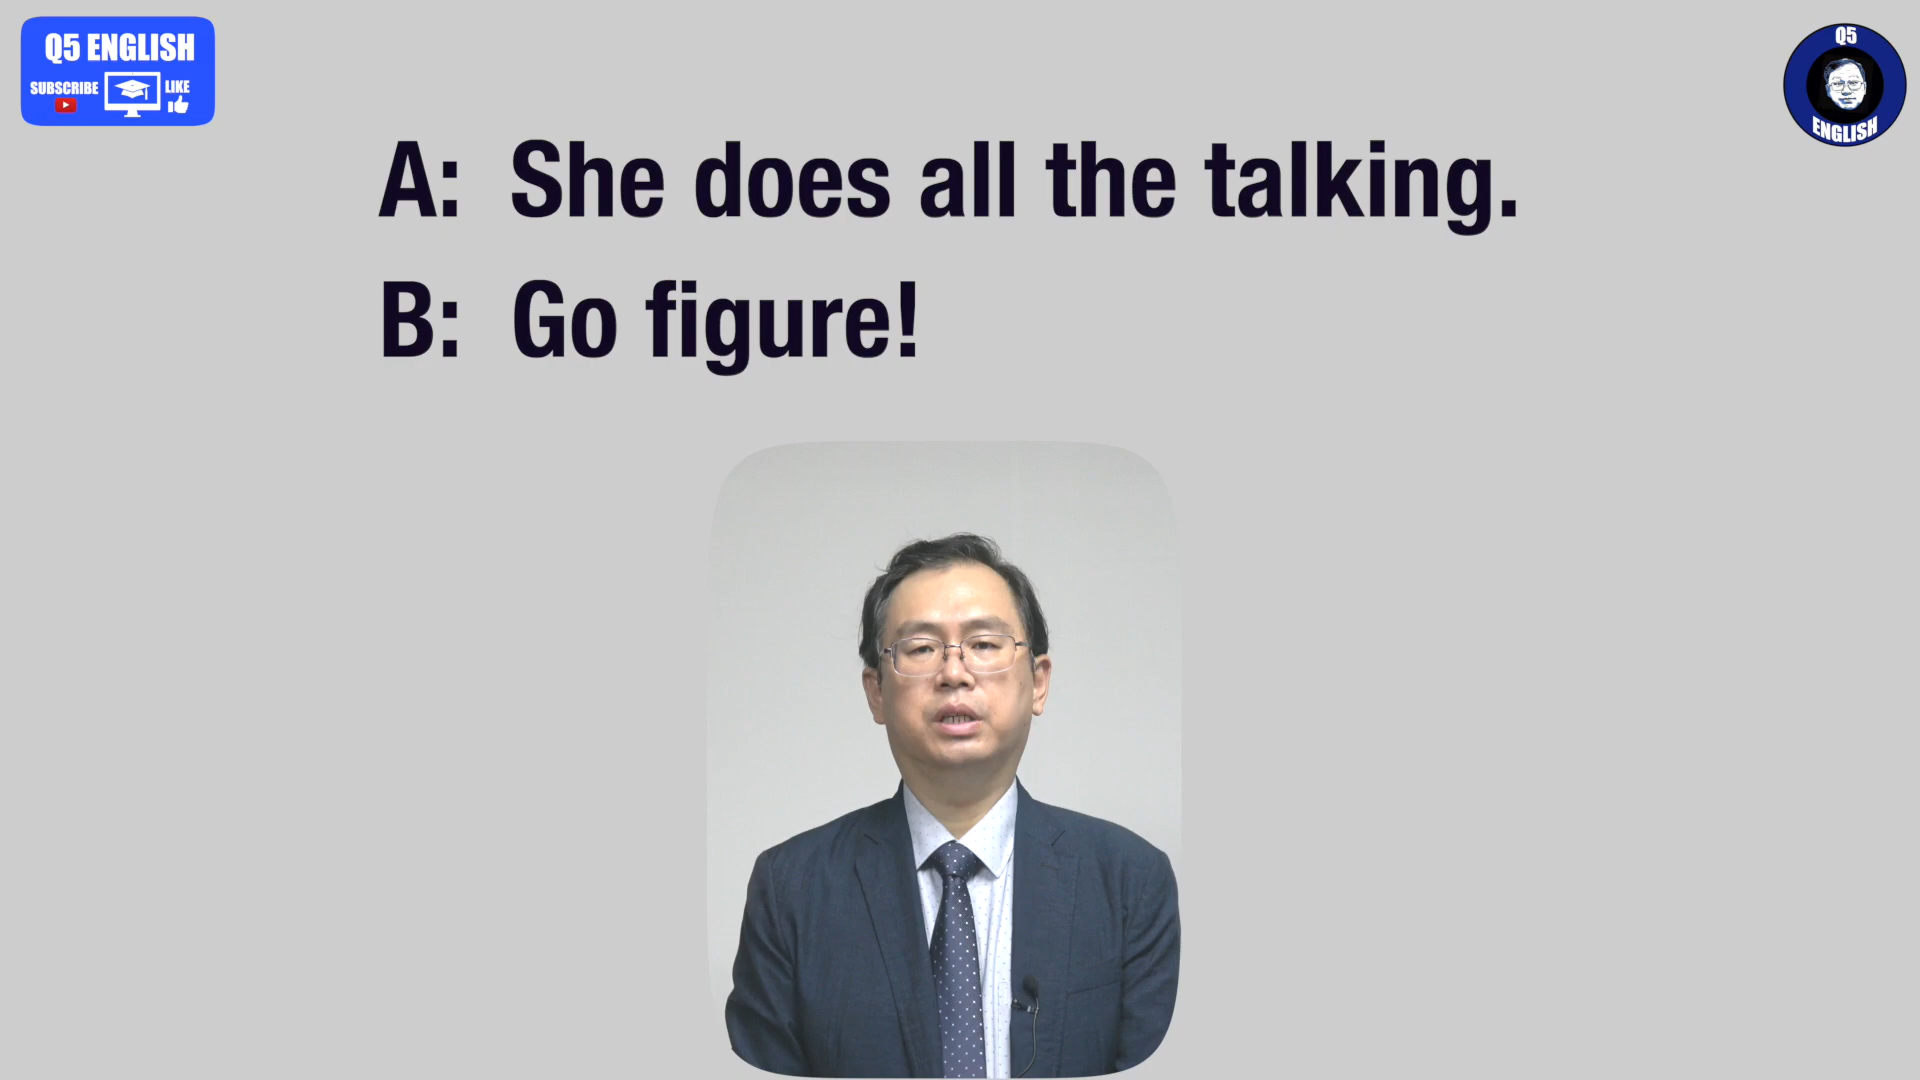 Q5 ENGLISH
SUBSCRIBE
LIKE
Q5
ENGLISH
A: She does all the talking.
B: Go figure!